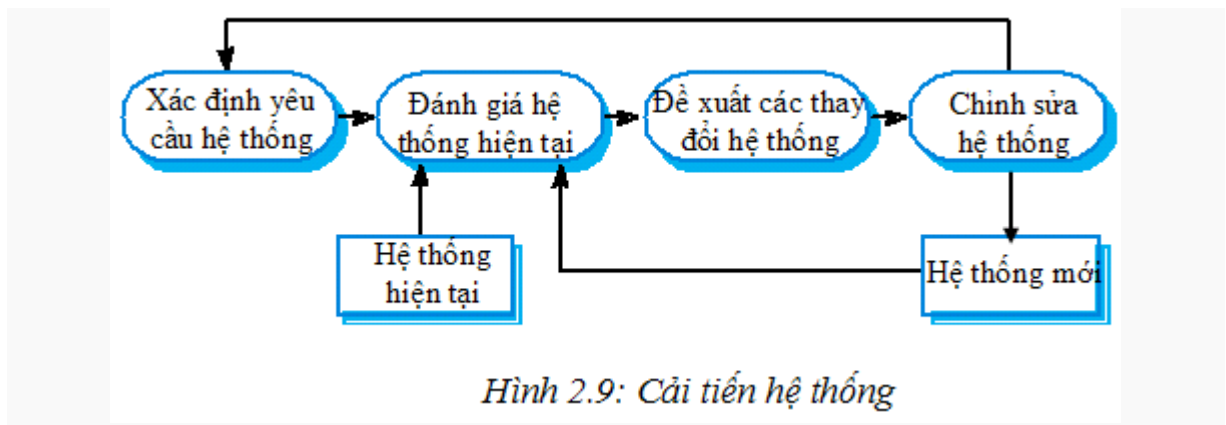 Xác định yêu
cầu hệ thống
Đánh giá hệ
thống hiện tại
Đề xuất các thay
đổi hệ thống
Chỉnh sửa
hệ thống
Hệ thống
hiện tại
Hệ thống mới
Hình 2.9: Cải tiến hệ thống